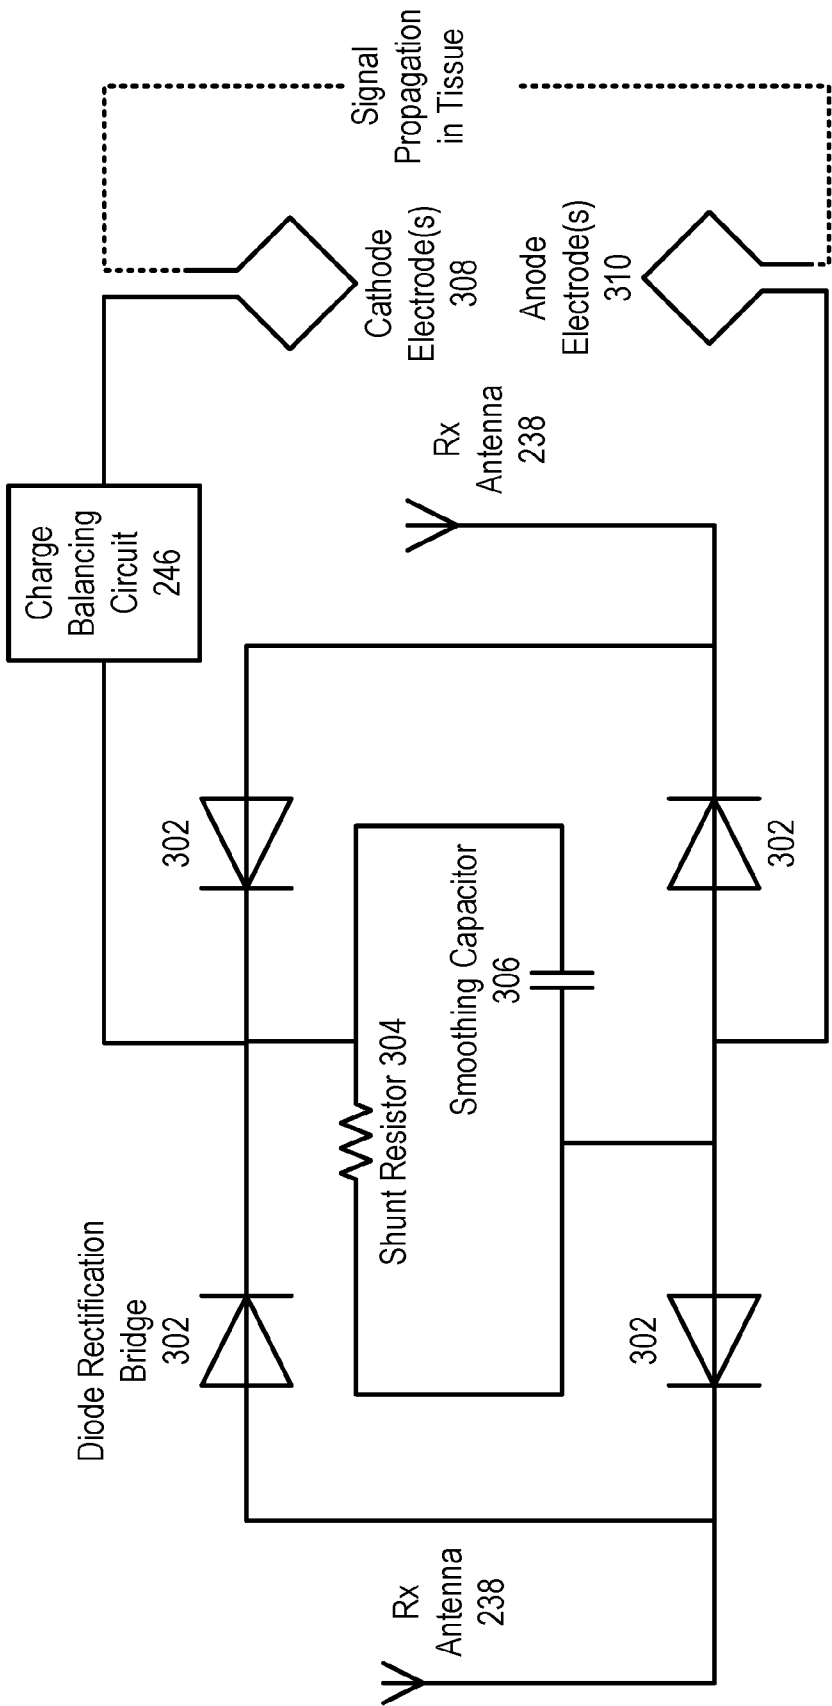 Diode Rectification
Bridge
302
302
Charge
Balancing
Circuit
246
Shunt Resistor 304
Smoothing Capacitor
306
302
302
Rx
Antenna
238
Rx
Antenna
238
Cathode
Electrode(s)
308
Anode
Electrode(s)
310
Signal
Propagation
in Tissue